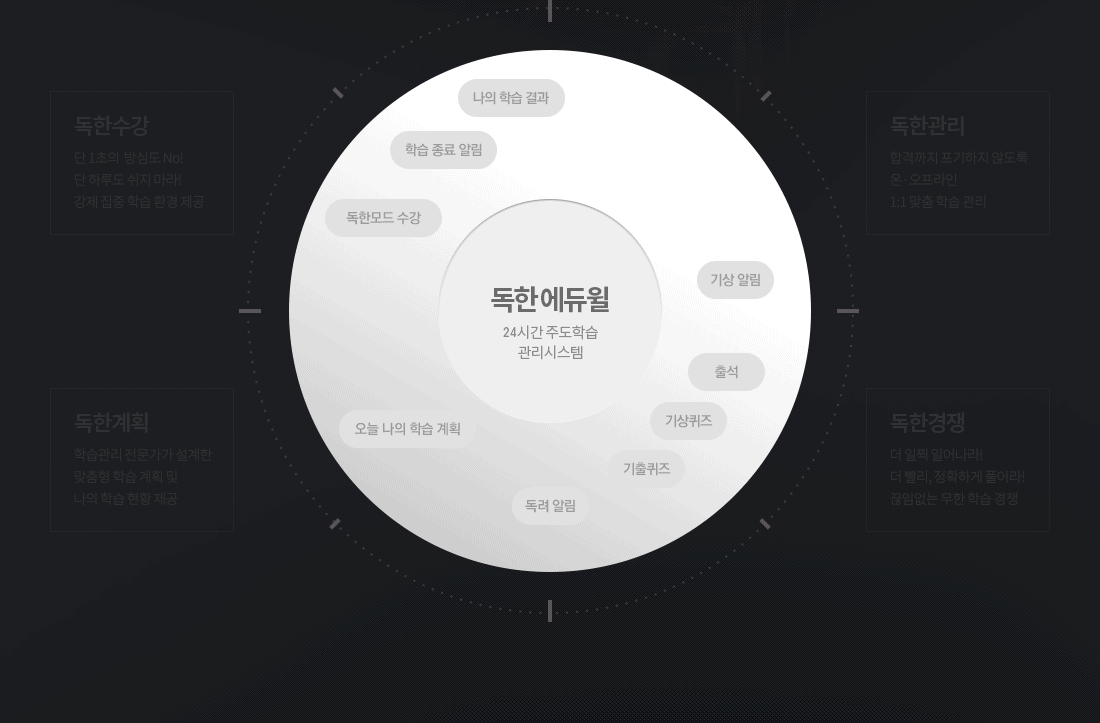 나의 학습 결과
학습 종료 알림
독한모드 수강
독한수강
단 1초의 방심도 No!
단 하루도 쉬지 마라!
강제 집중 학습 환경 제공
독한관리
합격까지 포기하지 않도록
온·오프라인
1:1 맞춤 학습 관리
기상 알림
독한 에듀윌
24시간 주도학습
관리시스템
출석
기상퀴즈
오늘 나의 학습 계획
기출퀴즈
독려 알림
독한계획
학습관리 전문가가 설계한
맞춤형 학습 계획 및
나의 학습 현황 제공
독한경쟁
더 일찍 일어나라!
더 빨리, 정확하게 풀어라!
끊임없는 무한 학습 경쟁